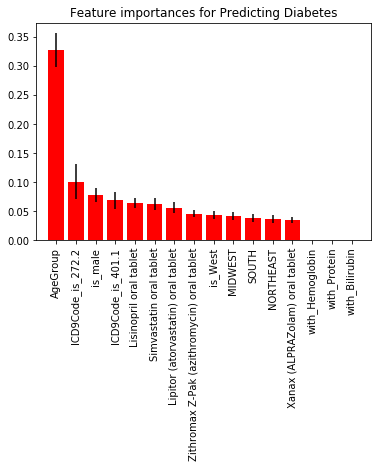 Feature importances for Predicting Diabetes
0.35
0.30
0.25
0.20
0.15
0.10
0.05
0.00
AgeGroup
ICD9Code_is_272.2
is_male
ICD9Code_is_401.1
Lisinopril oral tablet
Simvastatin oral tablet
Lipitor (atorvastatin) oral tablet
Zithromax Z-Pak (azithromycin) oral tablet
is_West
MIDWEST
SOUTH
NORTHEAST
Xanax (ALPRAZolam) oral tablet
with_Hemoglobin
with_Protein
with_Bilirubin